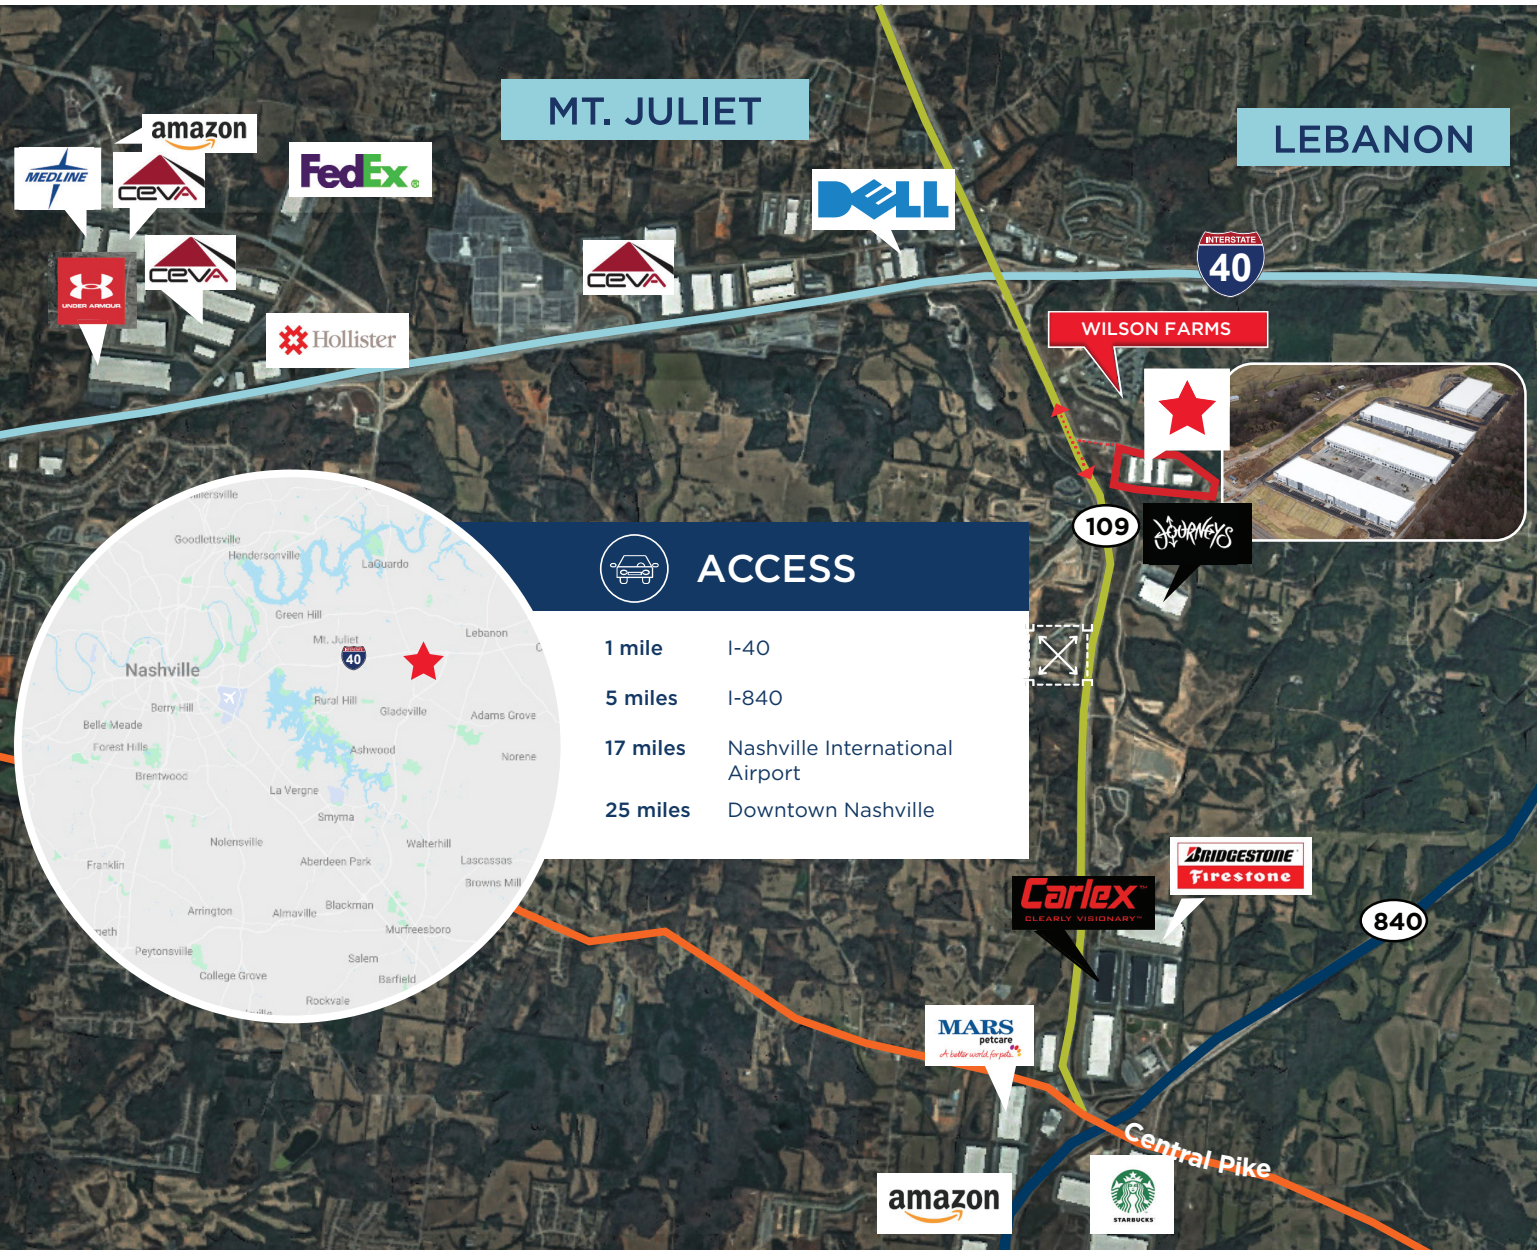 MT. JULIET
LEBANON
amazon
MEDLINE
CEVA
FedEx
DELL
CEVA
UNDER ARMOUR
CEVA
INTERSTATE
40
Hollister
WILSON FARMS
109
JOURNEYS
ACCESS
1 mile I-40
5 miles I-840
17 miles Nashville International
Airport
25 miles Downtown Nashville
Goodlettsville
Hendersonville
LaGuardo
Green Hill
Mt. Juliet
Lebanon
40
Nashville
Rural Hill
Berry Hill
Gladeville
Adams Grove
Belle Meade
Forest Hills
Ashwood
Norene
Brentwood
La Vergne
Smyrna
Nolensville
Walterhill
Franklin
Aberdeen Park
Lascassas
Browns Mill
Arrington
Almaville
Blackman
Murfreesboro
Peytonsville
Salem
College Grove
Barfield
Rockvale
BRIDGESTONE
Firestone
Carlex™
CLEARLY VISIONARY™
840
MARS
petcare
A better world for pets
Central Pike
amazon
STARBUCKS